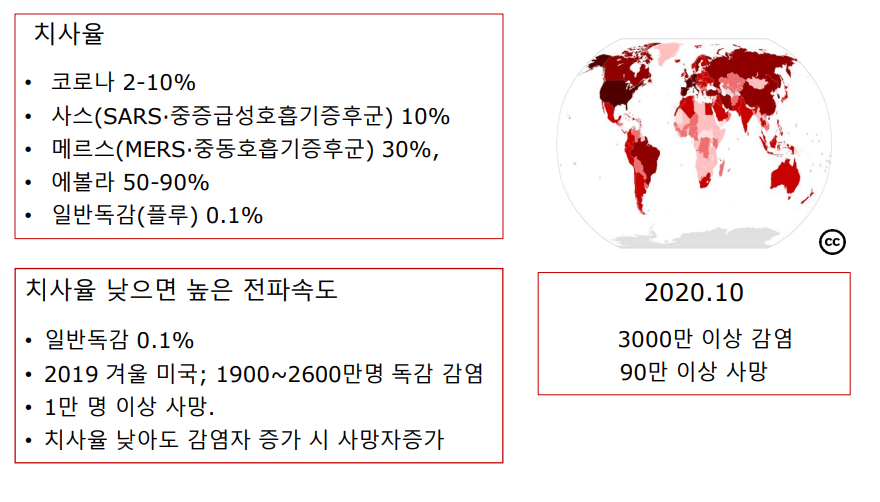 치사율
• 코로나 2-10%
• 사스(SARS·중증급성호흡기증후군) 10%
• 메르스(MERS·중동호흡기증후군) 30%,
• 에볼라 50-90%
• 일반독감(플루) 0.1%
치사율 낮으면 높은 전파속도
• 일반독감 0.1%
• 2019 겨울 미국; 1900~2600만명 독감 감염
• 1만 명 이상 사망.
• 치사율 낮아도 감염자 증가 시 사망자증가
cc
2020.10
3000만 이상 감염
90만 이상 사망